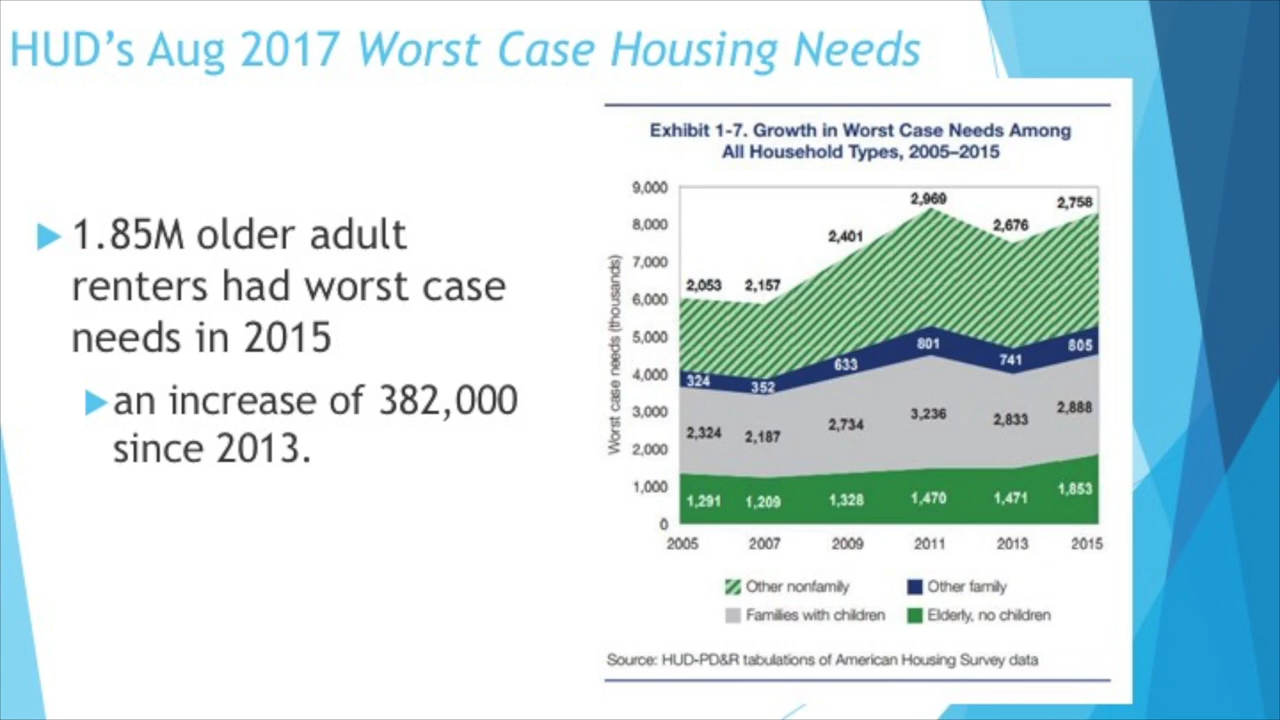 HUD's Aug 2017 Worst Case Housing Needs
1.85M older adult
renters had worst case
needs in 2015
an increase of 382,000
since 2013.
Exhibit 1-7. Growth in Worst Case Needs Among
All Household Types, 2005–2015
Worst case needs (thousands)
9,000
8,000
7,000
6,000
5,000
4,000
3,000
2,000
1,000
0
2,053 2,157 2,401 2,969 2,676 2,758
324 352 633 801 741 805
2,324 2,187 2,734 3,236 2,833 2,888
1,291 1,209 1,328 1,470 1,471 1,853
2005 2007 2009 2011 2013 2015
Other nonfamily Other family
Families with children Elderly, no children
Source: HUD-PD&R tabulations of American Housing Survey data